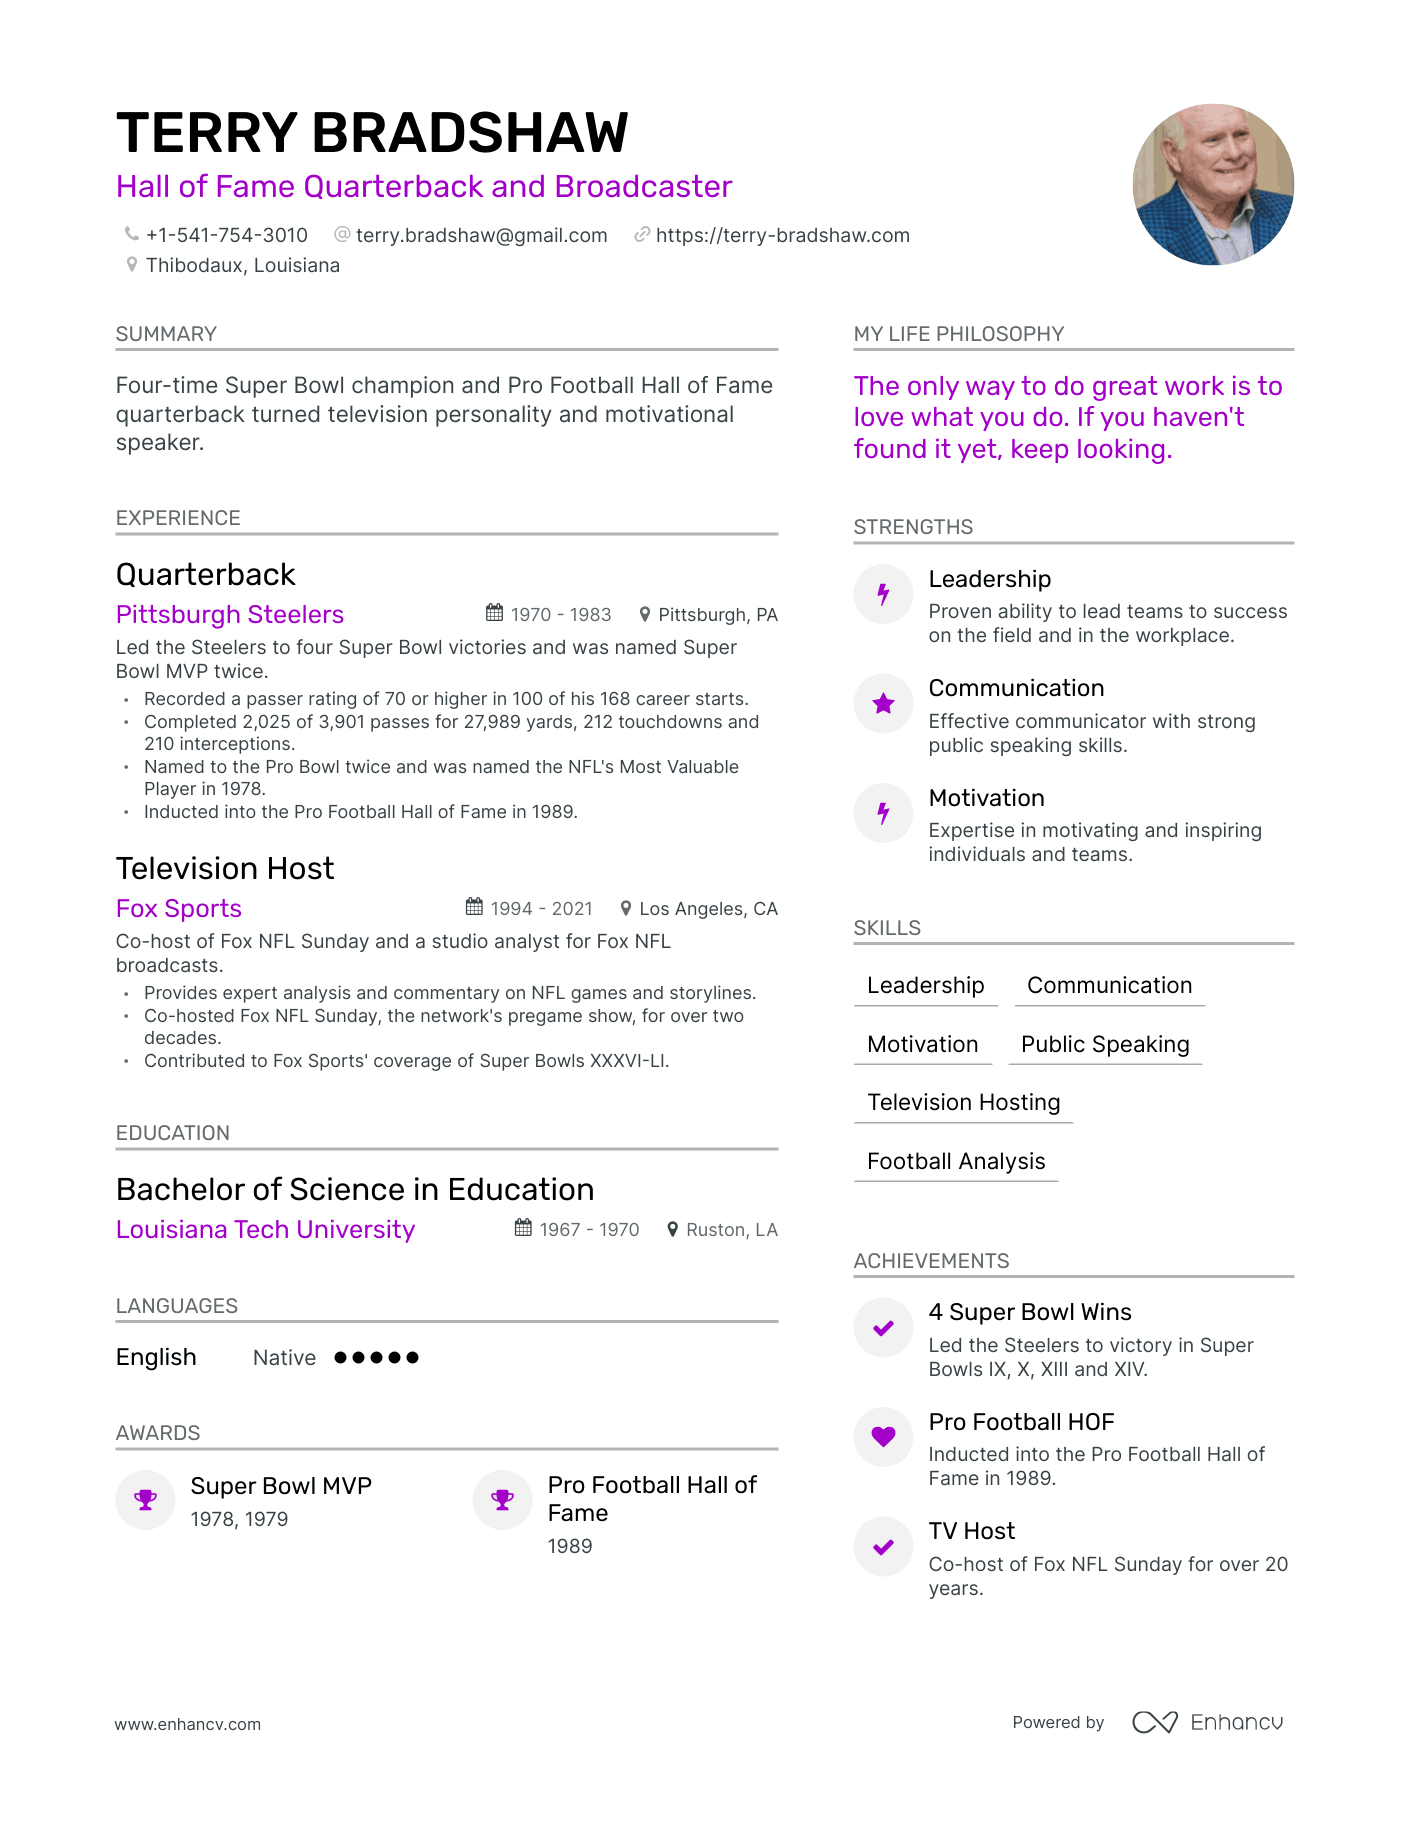 TERRY BRADSHAW
Hall of Fame Quarterback and Broadcaster
+1-541-754-3010 @ terry.bradshaw@gmail.com https://terry-bradshaw.com
Thibodaux, Louisiana
SUMMARY
Four-time Super Bowl champion and Pro Football Hall of Fame
quarterback turned television personality and motivational
speaker.
EXPERIENCE
Quarterback
Pittsburgh Steelers 1970 - 1983 Pittsburgh, PA
Led the Steelers to four Super Bowl victories and was named Super
Bowl MVP twice.
• Recorded a passer rating of 70 or higher in 100 of his 168 career starts.
• Completed 2,025 of 3,901 passes for 27,989 yards, 212 touchdowns and
210 interceptions.
• Named to the Pro Bowl twice and was named the NFL's Most Valuable
Player in 1978.
• Inducted into the Pro Football Hall of Fame in 1989.
Television Host
Fox Sports 1994 - 2021 Los Angeles, CA
Co-host of Fox NFL Sunday and a studio analyst for Fox NFL
broadcasts.
• Provides expert analysis and commentary on NFL games and storylines.
• Co-hosted Fox NFL Sunday, the network's pregame show, for over two
decades.
• Contributed to Fox Sports' coverage of Super Bowls XXXVI-LI.
EDUCATION
Bachelor of Science in Education
Louisiana Tech University 1967 - 1970 Ruston, LA
LANGUAGES
English Native
AWARDS
Super Bowl MVP
1978, 1979
Pro Football Hall of
Fame
1989
MY LIFE PHILOSOPHY
The only way to do great work is to
love what you do. If you haven't
found it yet, keep looking.
STRENGTHS
Leadership
Proven ability to lead teams to success
on the field and in the workplace.
Communication
Effective communicator with strong
public speaking skills.
Motivation
Expertise in motivating and inspiring
individuals and teams.
SKILLS
Leadership Communication
Motivation Public Speaking
Television Hosting
Football Analysis
ACHIEVEMENTS
4 Super Bowl Wins
Led the Steelers to victory in Super
Bowls IX, X, XIII and XIV.
Pro Football HOF
Inducted into the Pro Football Hall of
Fame in 1989.
TV Host
Co-host of Fox NFL Sunday for over 20
years.
www.enhancv.com
Powered by Enhancv